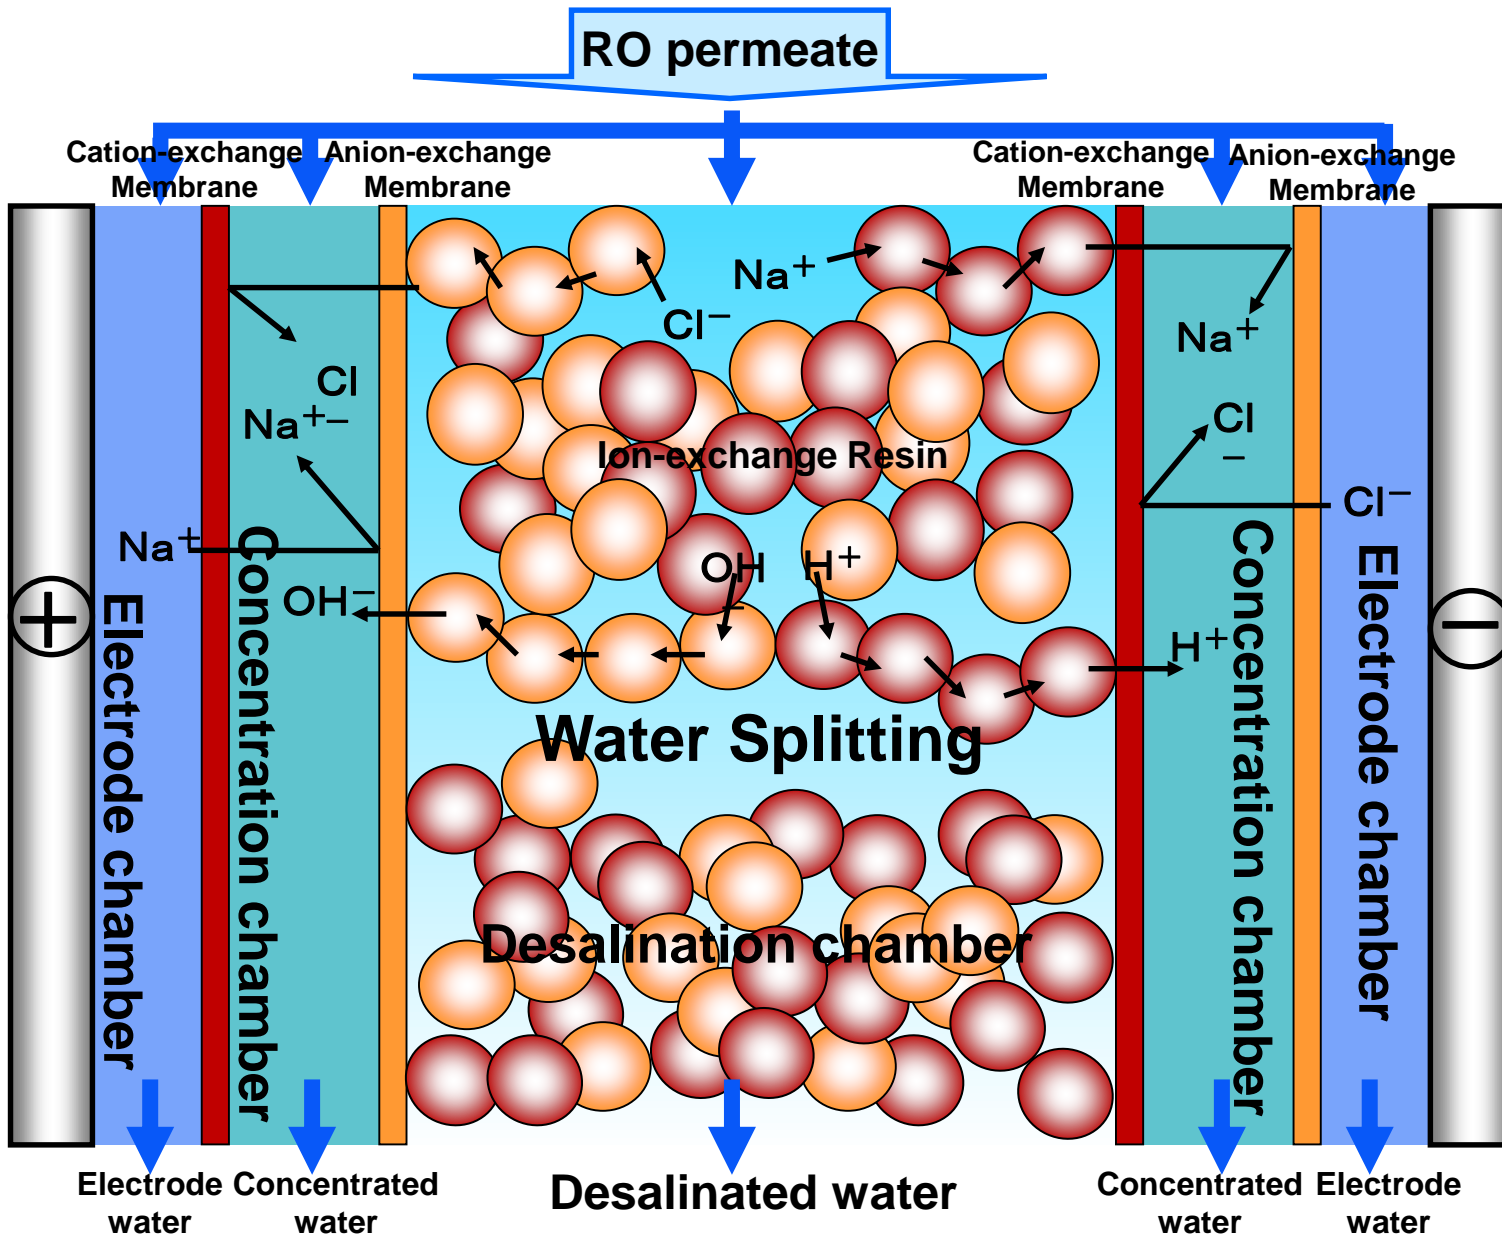 RO permeate
Cation-exchange
Membrane
Anion-exchange
Membrane
Cation-exchange
Membrane
Anion-exchange
Membrane
Na+
Cl−
Cl
Na+−
Na+
OH−
Na+
Cl
−
Cl−
H+
Ion-exchange Resin
OH
−
H+
+
−
Electrode chamber
Concentration chamber
Water Splitting
Desalination chamber
Concentration chamber
Electrode chamber
Electrode
water
Concentrated
water
Desalinated water
Concentrated
water
Electrode
water